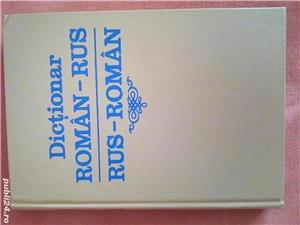 Dicționar
ROMÂN-RUS
RUS-ROMÂN
publi24.ro